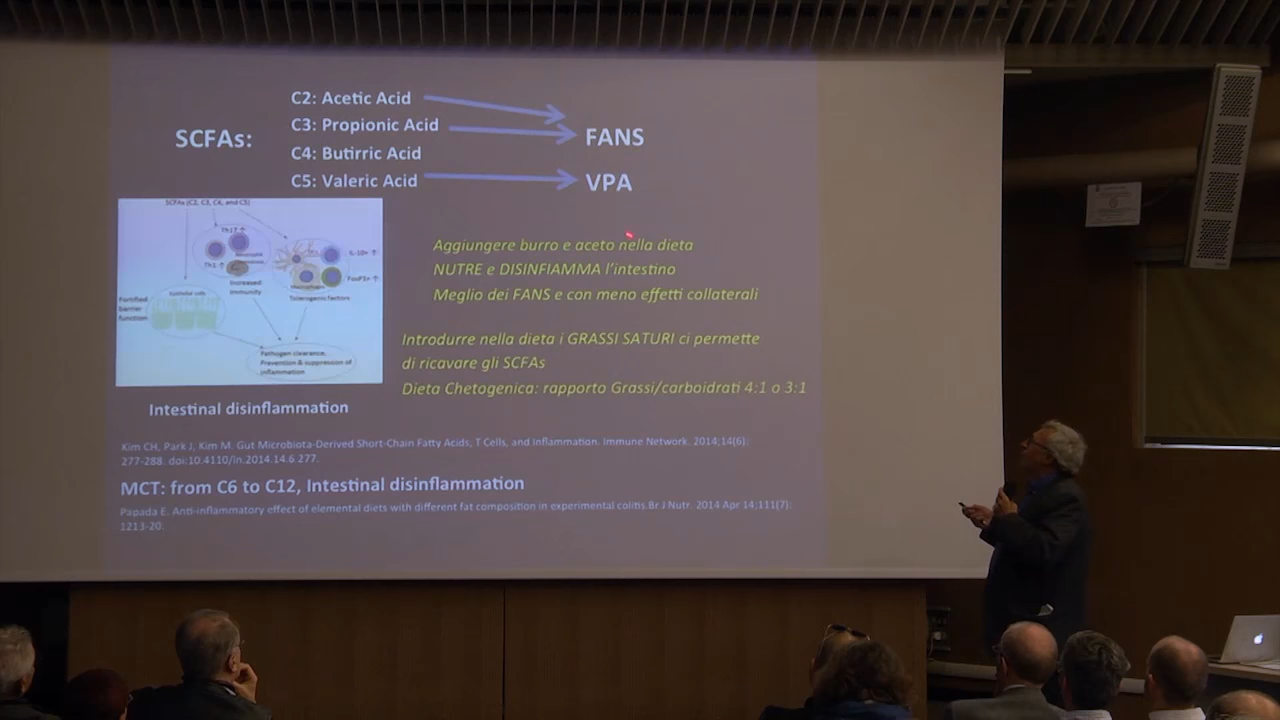 SCFAs:
C2: Acetic Acid
C3: Propionic Acid
C4: Butirric Acid
C5: Valeric Acid
FANS
VPA
SCFAs (C2, C3, C4, and C5)
Th17 ↑
Th1 ↑
IL-10+ ↑
FoxP3+ ↑
Increased
immunity
Tolerogenic factors
Epithelial cells
Fortified
barrier
function
Pathogen clearance,
Prevention & suppression of
inflammation
Intestinal disinflammation
Aggiungere burro e aceto nella dieta
NUTRE e DISINFIAMMA l'intestino
Meglio dei FANS e con meno effetti collaterali
Introdurre nella dieta i GRASSI SATURI ci permette
di ricavare gli SCFAs
Dieta Chetogenica: rapporto Grassi/carboidrati 4:1 o 3:1
Kim CH, Park J, Kim M. Gut Microbiota-Derived Short-Chain Fatty Acids, T Cells, and Inflammation. Immune Network. 2014;14(6):
277-288. doi:10.4110/in.2014.14.6.277.
MCT: from C6 to C12, Intestinal disinflammation
Papada E. Anti-inflammatory effect of elemental diets with different fat composition in experimental colitis.Br J Nutr. 2014 Apr 14;111(7):
1213-20.